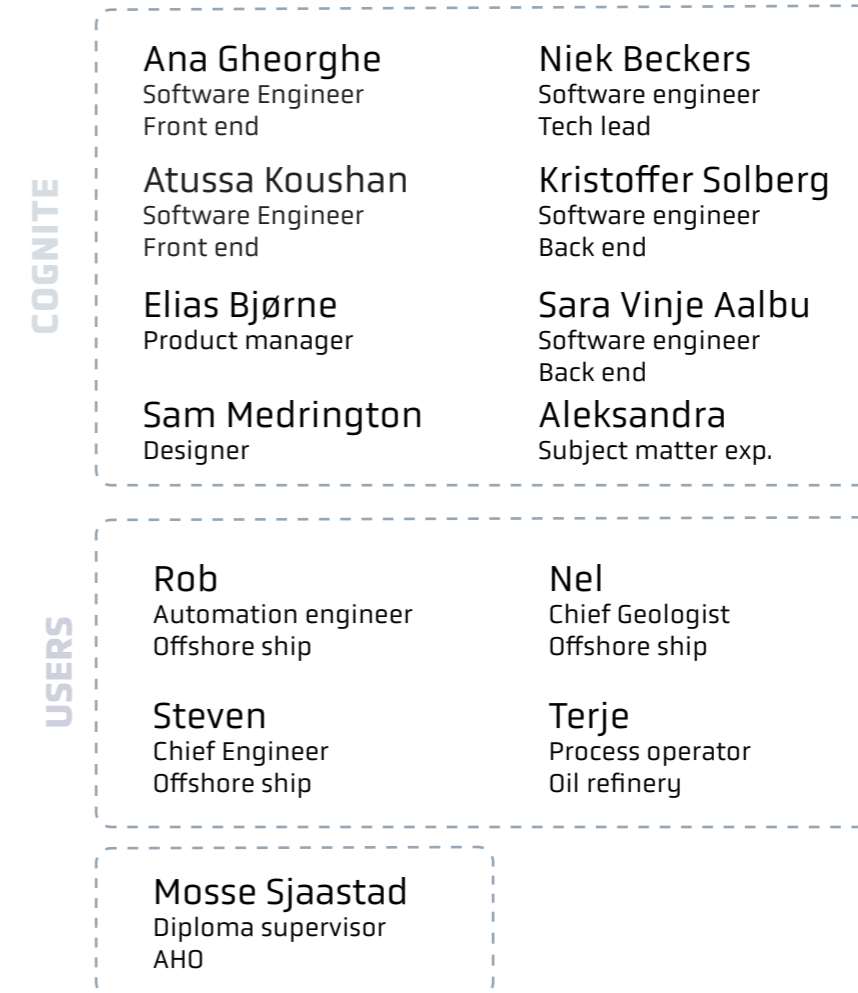 COGNITE
Ana Gheorghe
Software Engineer
Front end
Niek Beckers
Software engineer
Tech lead
Atussa Koushan
Software Engineer
Front end
Kristoffer Solberg
Software engineer
Back end
Elias Bjørne
Product manager
Sara Vinje Aalbu
Software engineer
Back end
Sam Medrington
Designer
Aleksandra
Subject matter exp.
USERS
Rob
Automation engineer
Offshore ship
Nel
Chief Geologist
Offshore ship
Steven
Chief Engineer
Offshore ship
Terje
Process operator
Oil refinery
Mosse Sjaastad
Diploma supervisor
AHO